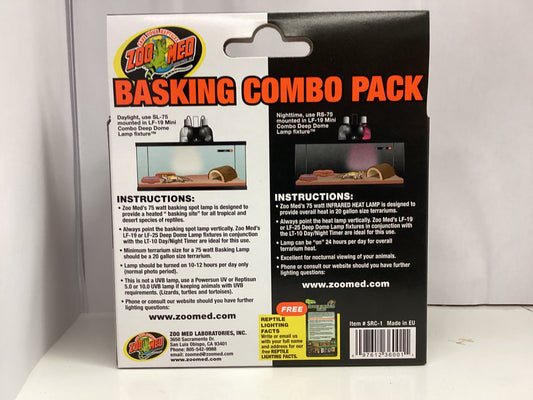 ZOO MED
BASKING COMBO PACK
Daylight, use SL-75
mounted in LF-19 Mini
Combo Deep Dome
Lamp fixture™
INSTRUCTIONS:
• Zoo Med's 75 watt basking spot lamp is designed to
provide a heated " basking site" for all tropical and
desert species of reptiles.
• Always point the basking lamp vertically. Zoo Med's
LF-19 or LF-25 Deep Dome Lamp fixtures in conjunction
with the LT-10 Day/Night Timer are ideal for this use.
• Minimum terrarium size for a 75 watt Basking Lamp
should be a 20 gallon size terrarium.
• Lamp should be turned on 10-12 hours per day only
(normal photo period).
• This is not a UVB lamp, use a Powersun UV or Reptisun
5.0 or 10.0 UVB lamp if keeping animals with UVB
requirements. (Lizards, turtles and tortoises).
• Phone or consult our website should you have further
lighting questions:
www.zoomed.com
ZOO MED
ZOO MED LABORATORIES, INC.
3650 Sacramento Dr.
San Luis Obispo, CA 93401
Phone: 805-542-9988
email: zoomed@zoomed.com
www.zoomed.com
Nighttime, use RS-75
mounted in LF-19 Mini
Combo Deep Dome
Lamp fixture™
INSTRUCTIONS:
• Zoo Med's 75 watt INFRARED HEAT LAMP is designed to
provide overall heat in 20 gallon size terrariums.
• Always point the heat lamp vertically. Zoo Med's LF-19
or LF-25 Deep Dome Lamp fixtures in conjunction with the
LT-10 Day/Night Timer are ideal for this use.
• Lamp can be "on" 24 hours per day for overall
terrarium heat.
• Excellent for nocturnal viewing of your animals.
• Phone or consult our website should you have further
lighting questions:
www.zoomed.com
FREE
REPTILE
LIGHTING
FACTS
Write or email us
with your full name
and address for our
free REPTILE
LIGHTING FACTS.
Item # SRC-1 Made in EU
97612 36001